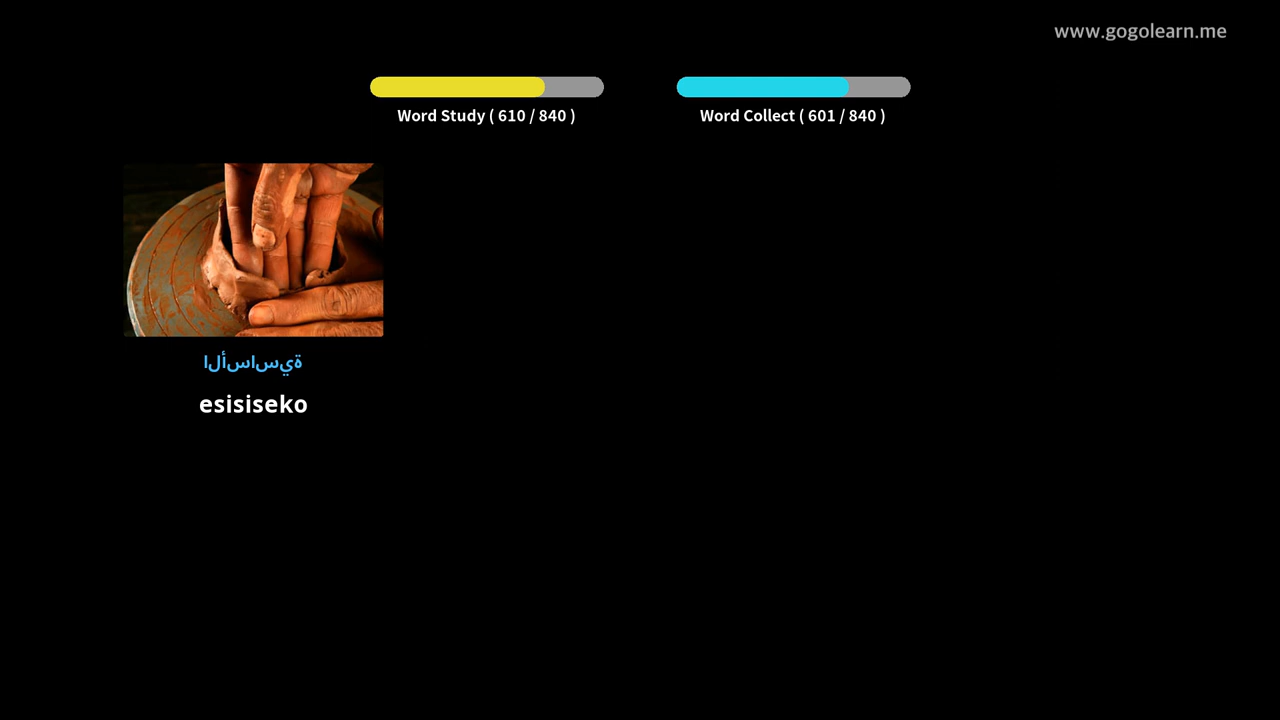 www.gogolearn.me
Word Study ( 610 / 840 )
Word Collect ( 601 / 840 )
الأساسية
esisiseko